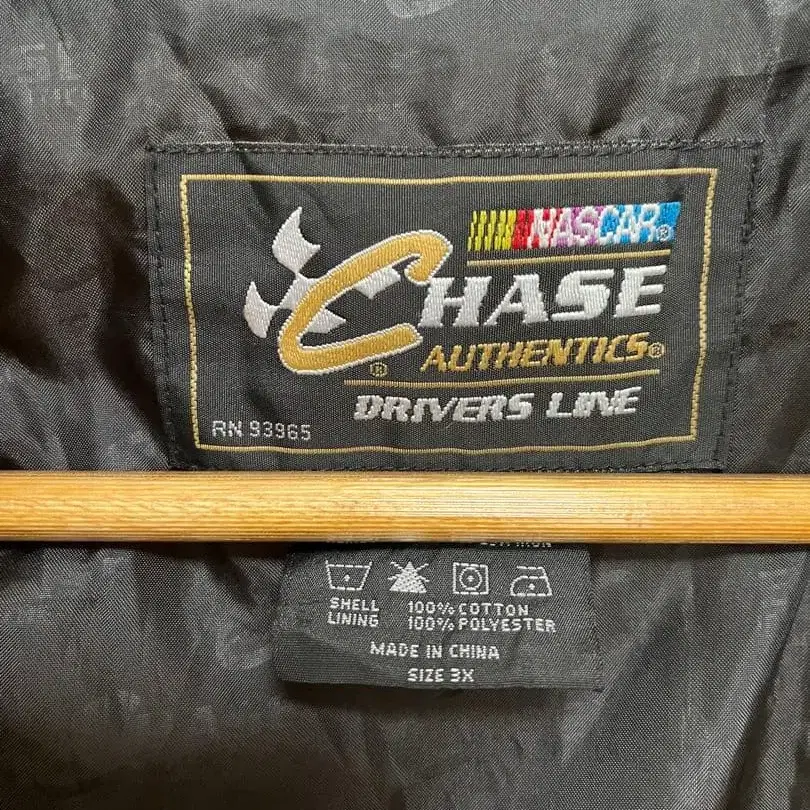 NASCAR®
CHASE
AUTHENTICS®
®
DRIVERS LINE
RN 93965
SHELL 100% COTTON
LINING 100% POLYESTER
MADE IN CHINA
SIZE 3X